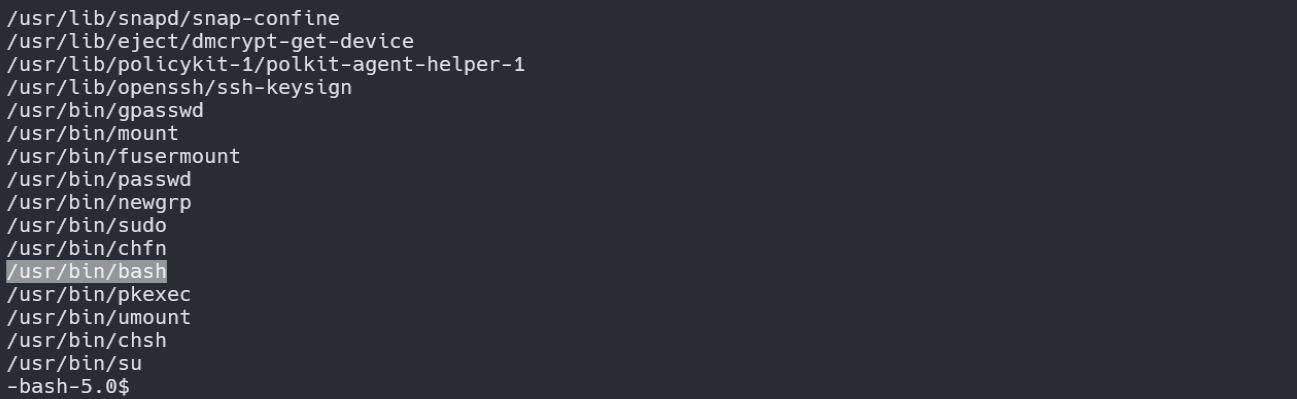 /usr/lib/snapd/snap-confine
/usr/lib/eject/dmcrypt-get-device
/usr/lib/policykit-1/polkit-agent-helper-1
/usr/lib/openssh/ssh-keysign
/usr/bin/gpasswd
/usr/bin/mount
/usr/bin/fusermount
/usr/bin/passwd
/usr/bin/newgrp
/usr/bin/sudo
/usr/bin/chfn
/usr/bin/bash
/usr/bin/pkexec
/usr/bin/umount
/usr/bin/chsh
/usr/bin/su
-bash-5.0$